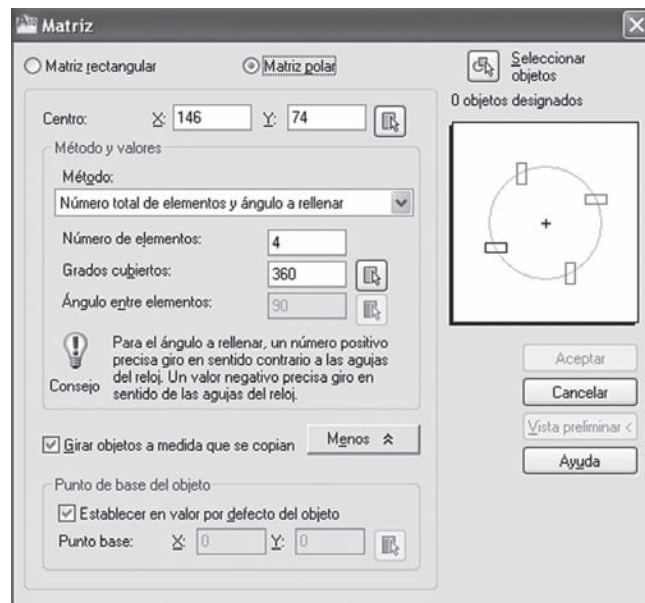 Matriz
Matriz rectangular
Matriz polar
Seleccionar
objetos
0 objetos designados
Centro: X: 146 Y: 74
Método y valores
Método:
Número total de elementos y ángulo a rellenar
Número de elementos: 4
Grados cubiertos: 360
Ángulo entre elementos: 90
Consejo
Para el ángulo a rellenar, un número positivo
precisa giro en sentido contrario a las agujas
del reloj. Un valor negativo precisa giro en
sentido de las agujas del reloj.
Girar objetos a medida que se copian
Menos
Punto de base del objeto
Establecer en valor por defecto del objeto
Punto base: X: 0 Y: 0
Aceptar
Cancelar
Vista preliminar <
Ayuda